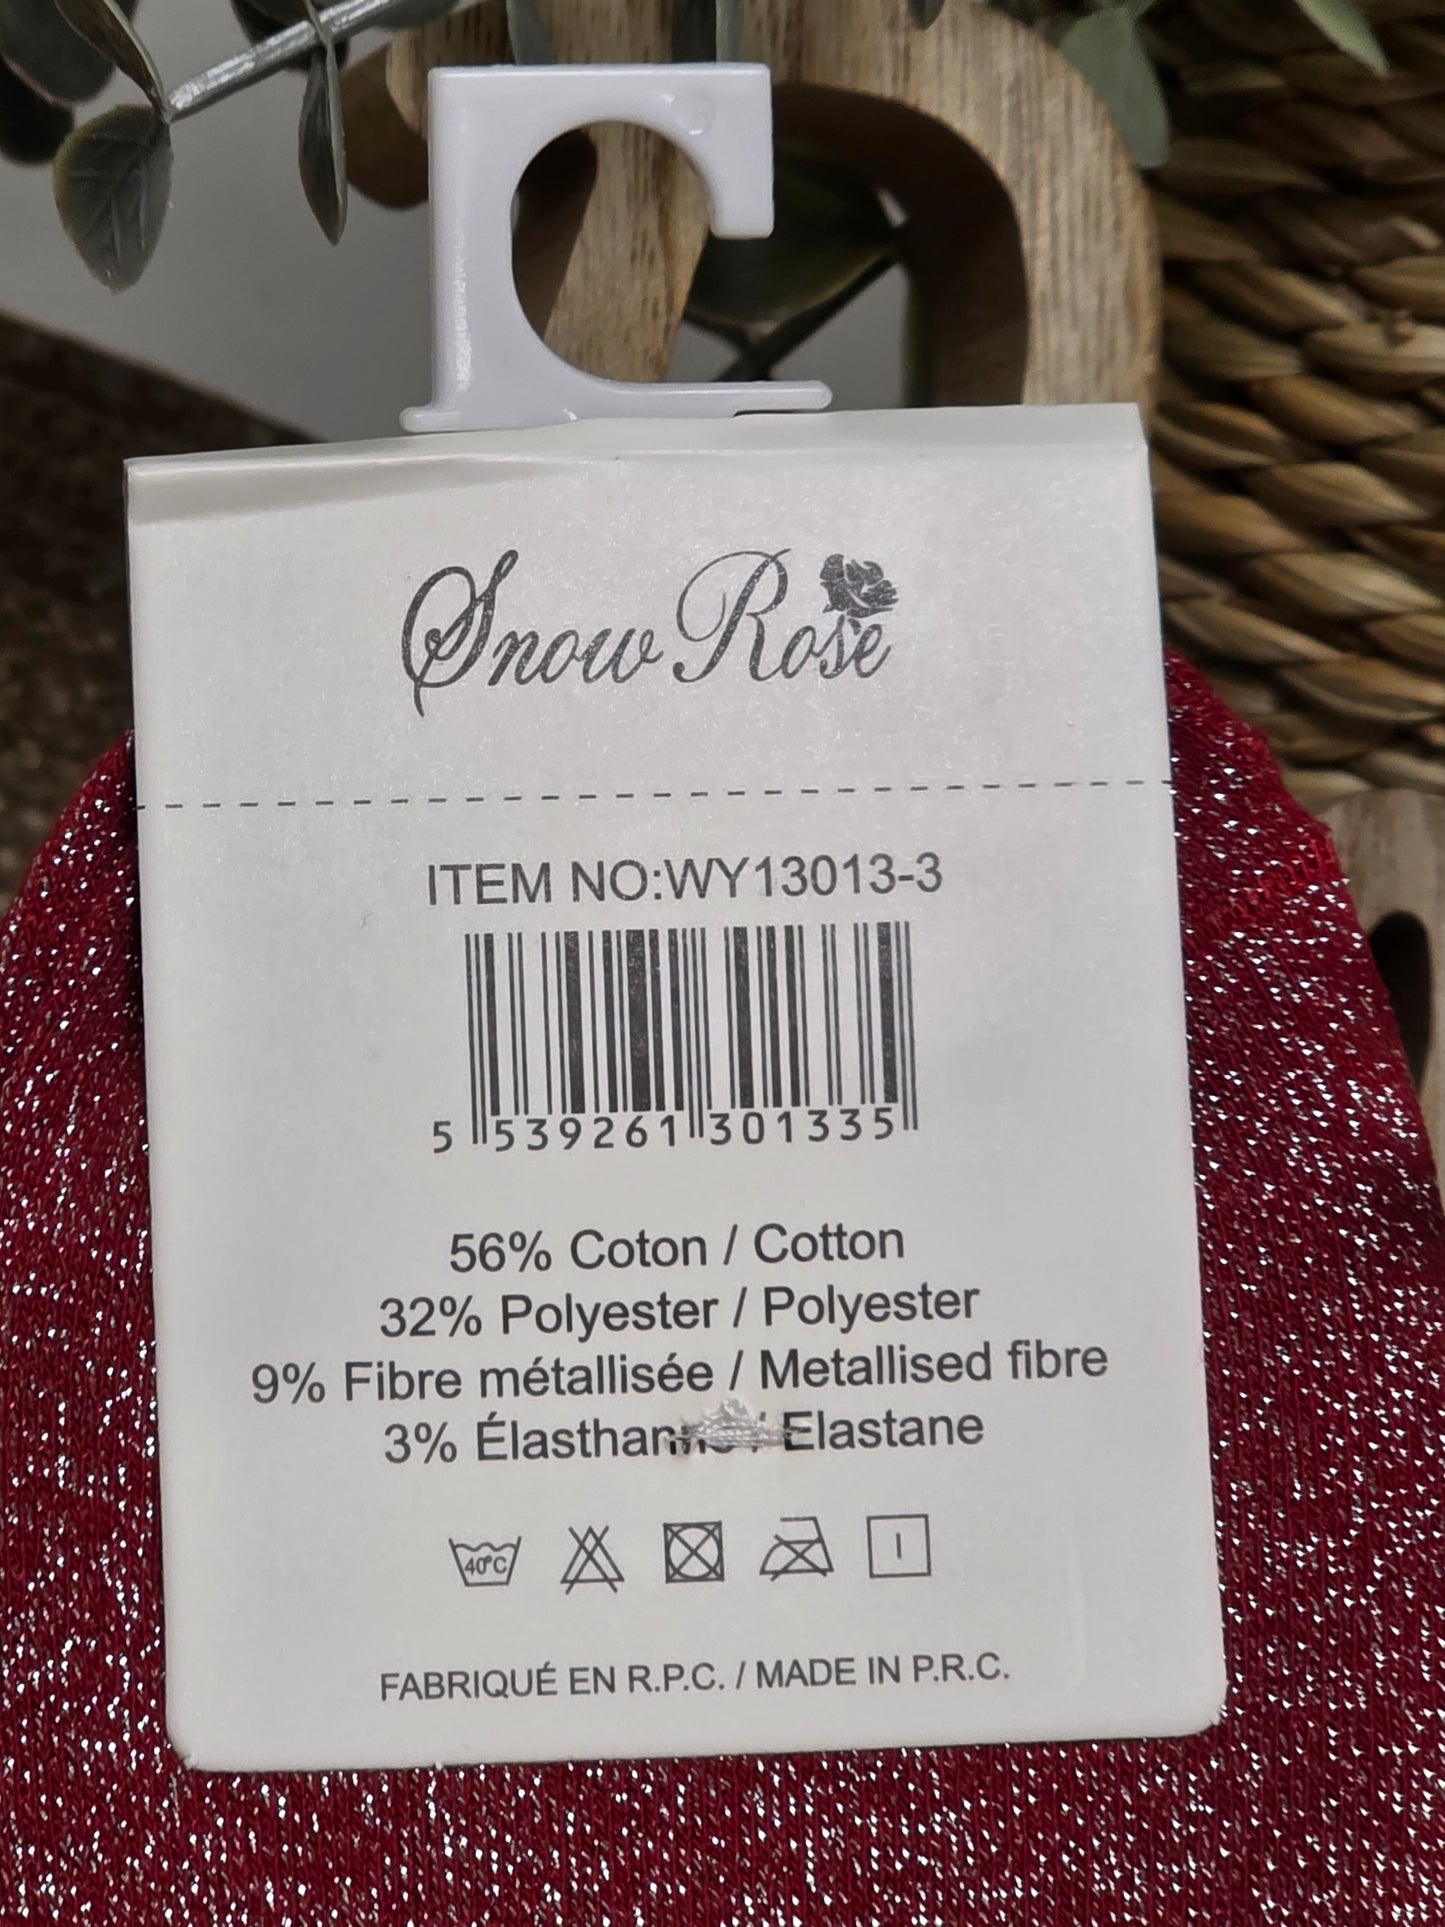 Snow Rose
ITEM NO:WY13013-3
5 539261 301335
56% Coton / Cotton
32% Polyester / Polyester
9% Fibre métallisée / Metallised fibre
3% Élasthanne / Elastane
40°C
FABRIQUÉ EN R.P.C. / MADE IN P.R.C.